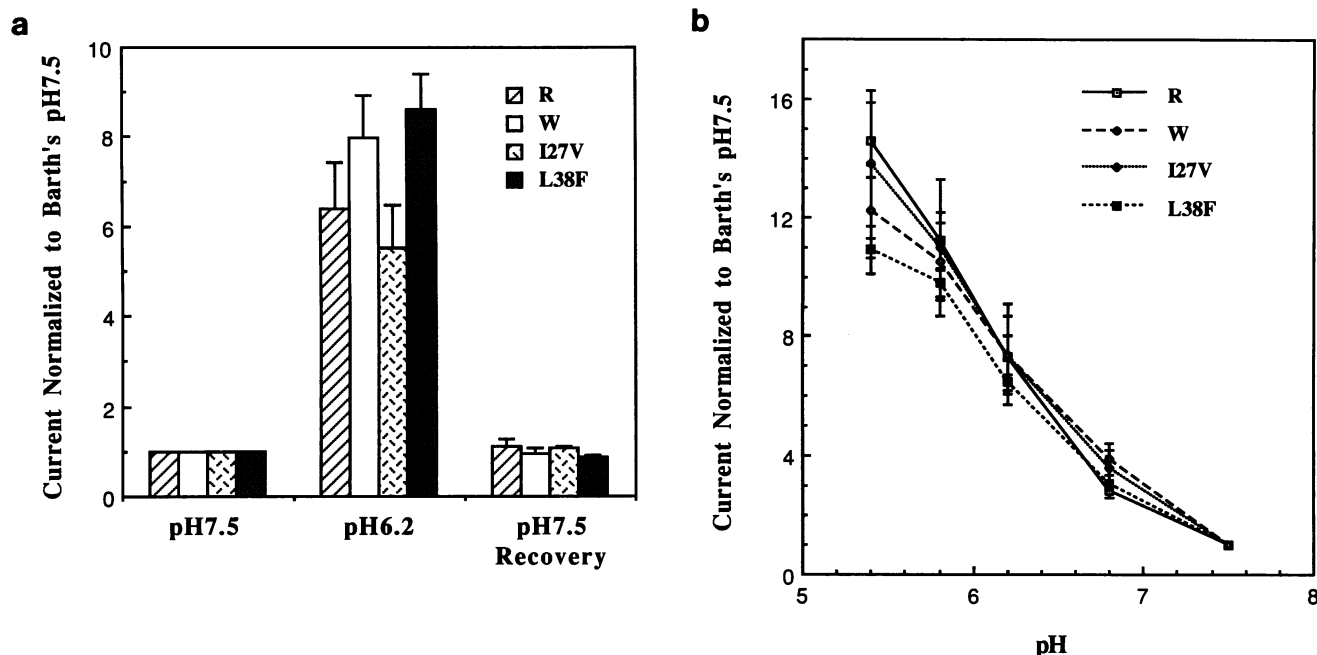 a
Current Normalized to Barth's pH7.5
10
8
6
4
2
0
R
W
I27V
L38F
pH7.5
pH6.2
pH7.5
Recovery
b
Current Normalized to Barth's pH7.5
16
12
8
4
0
R
W
I27V
L38F
5
6
7
8
pH